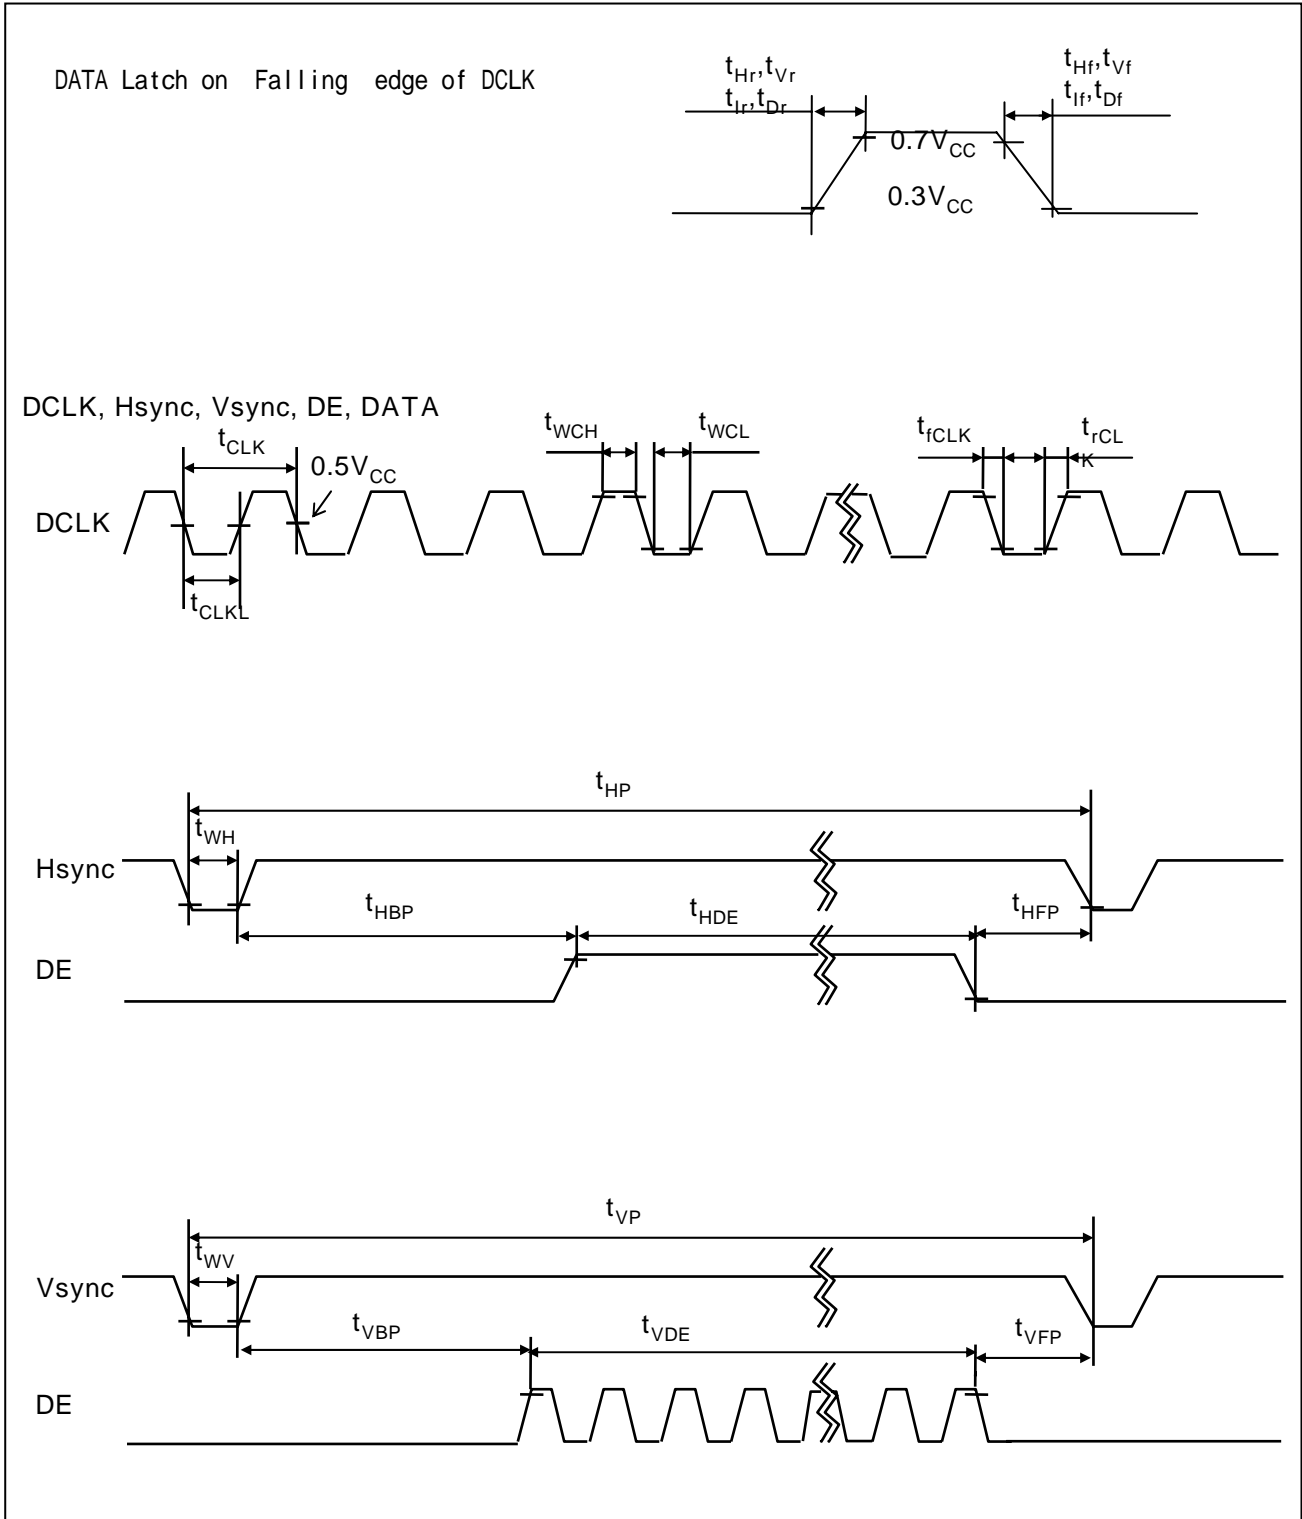 DATA Latch on Falling edge of DCLK
tHr,tVr
tIr,tDr
tHf,tVf
tIf,tDf
0.7VCC
0.3VCC
DCLK, Hsync, Vsync, DE, DATA
tCLK
0.5VCC
tWCH
tWCL
tfCLK
trCL
K
DCLK
tCLKL
tHP
tWH
Hsync
tHBP
tHDE
tHFP
DE
tVP
tWV
Vsync
tVBP
tVDE
tVFP
DE